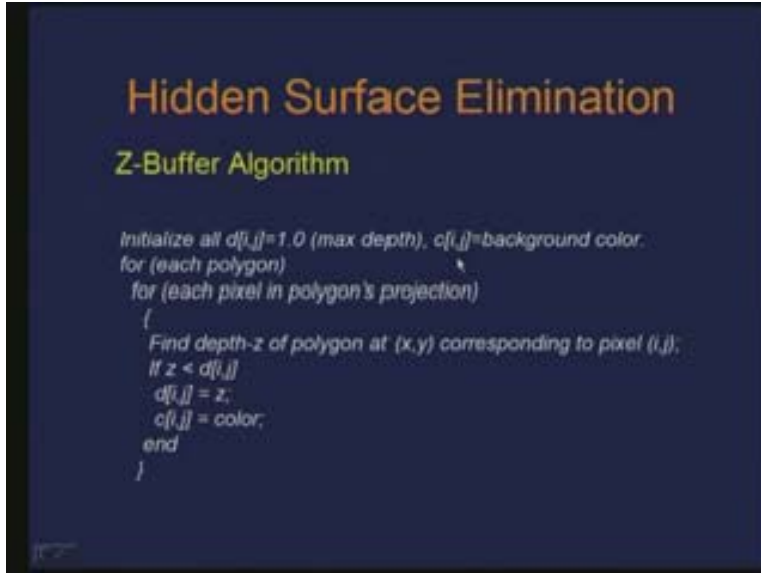 Hidden Surface Elimination
Z-Buffer Algorithm
Initialize all d[i,j]=1.0 (max depth), c[i,j]=background color.
for (each polygon)
for (each pixel in polygon's projection)
{
Find depth-z of polygon at (x,y) corresponding to pixel (i,j);
If z < d[i,j]
d[i,j] = z;
c[i,j] = color;
end
}